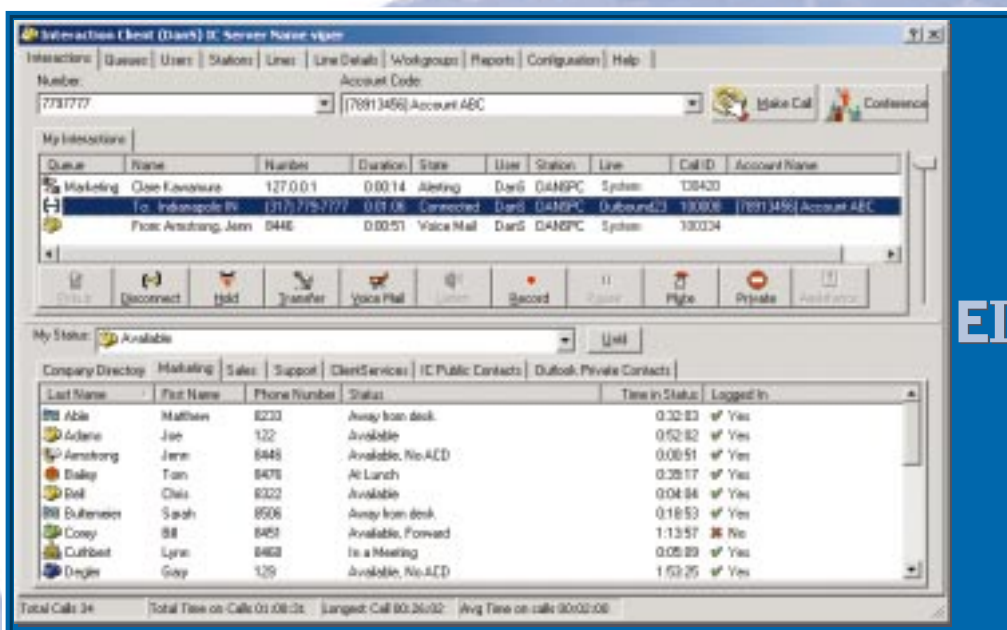 Interaction Client (DanS) IC Server Name viper
Interactions Queues Users Stations Lines Line Details Workgroups Reports Configuration Help
Number: Account Code:
7797777 (78913456) Account ABC Make Call Conference
My Interactions
Queue Name Number Duration State User Station Line Call ID Account Name
Marketing Kawamura 127.0.0.1 0:00:14 Alerting DanS DANSPC System 138420
To: Indianapolis IN (317) 779-7777 0:01:06 Connected DanS DANSPC Outbound23 (78913456) Account ABC
From: Armstrong, Jenn 8446 0:00:51 Voice Mail DanS DANSPC System
Disconnect Hold Transfer Voice Mail Listen Record Pause Mute Private Assistance
My Status: Available Until
Company Directory Marketing Sales Support ClientServices IC Public Contacts Outlook Private Contacts
Last Name First Name Phone Number Status Time in Status Logged In
Able Matthew 8233 Away from desk 0:32:03 Yes
Adams Joe 122 Available 0:52:02 Yes
Armstrong Jenn 8446 Available, No ACD 0:00:51 Yes
Bailey Tom 8470 At Lunch 0:39:17 Yes
Bell Chris 8322 Available 0:04:04 Yes
Bultemeier Sarah 8506 Away from desk 0:18:53 Yes
Corey Bill 8451 Available, Forward 1:13:57 No
Cuthbert Lynn 8468 In a Meeting 0:05:09 Yes
Degler Gary 129 Available, No ACD 1:53:25 Yes
Total Calls 34 Total Time on Calls 01:08:31 Longest Call 00:26:02 Avg Time on calls 00:02:00